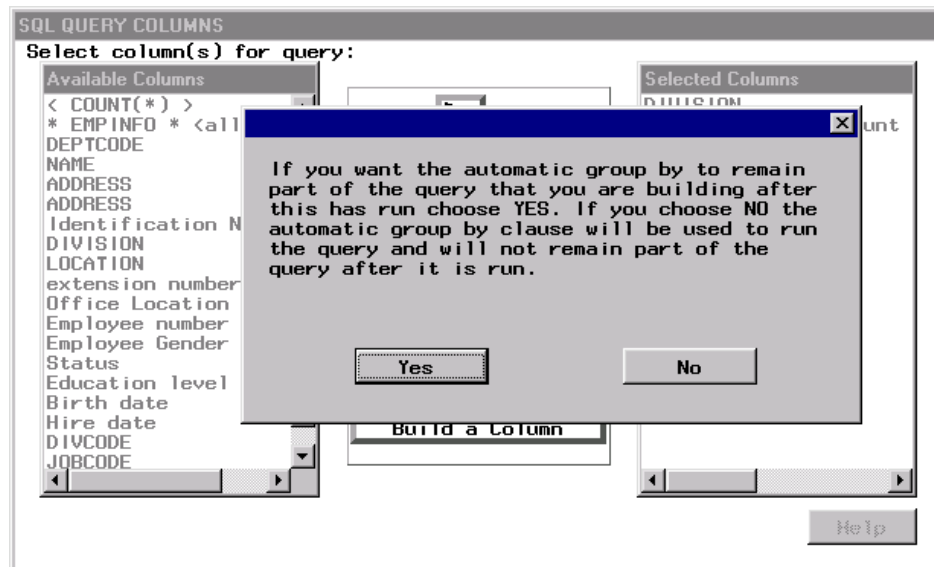 SQL QUERY COLUMNS
Select column(s) for query:
Available Columns
< COUNT(*) >
* EMPINFO * <all
DEPTCODE
NAME
ADDRESS
ADDRESS
Identification N
DIVISION
LOCATION
extension number
Office Location
Employee number
Employee Gender
Status
Education level
Birth date
Hire date
DIVCODE
JOBCODE
If you want the automatic group by to remain
part of the query that you are building after
this has run choose YES. If you choose NO the
automatic group by clause will be used to run
the query and will not remain part of the
query after it is run.
Yes
No
Build a Column
Selected Columns
DIVISION
unt
Help